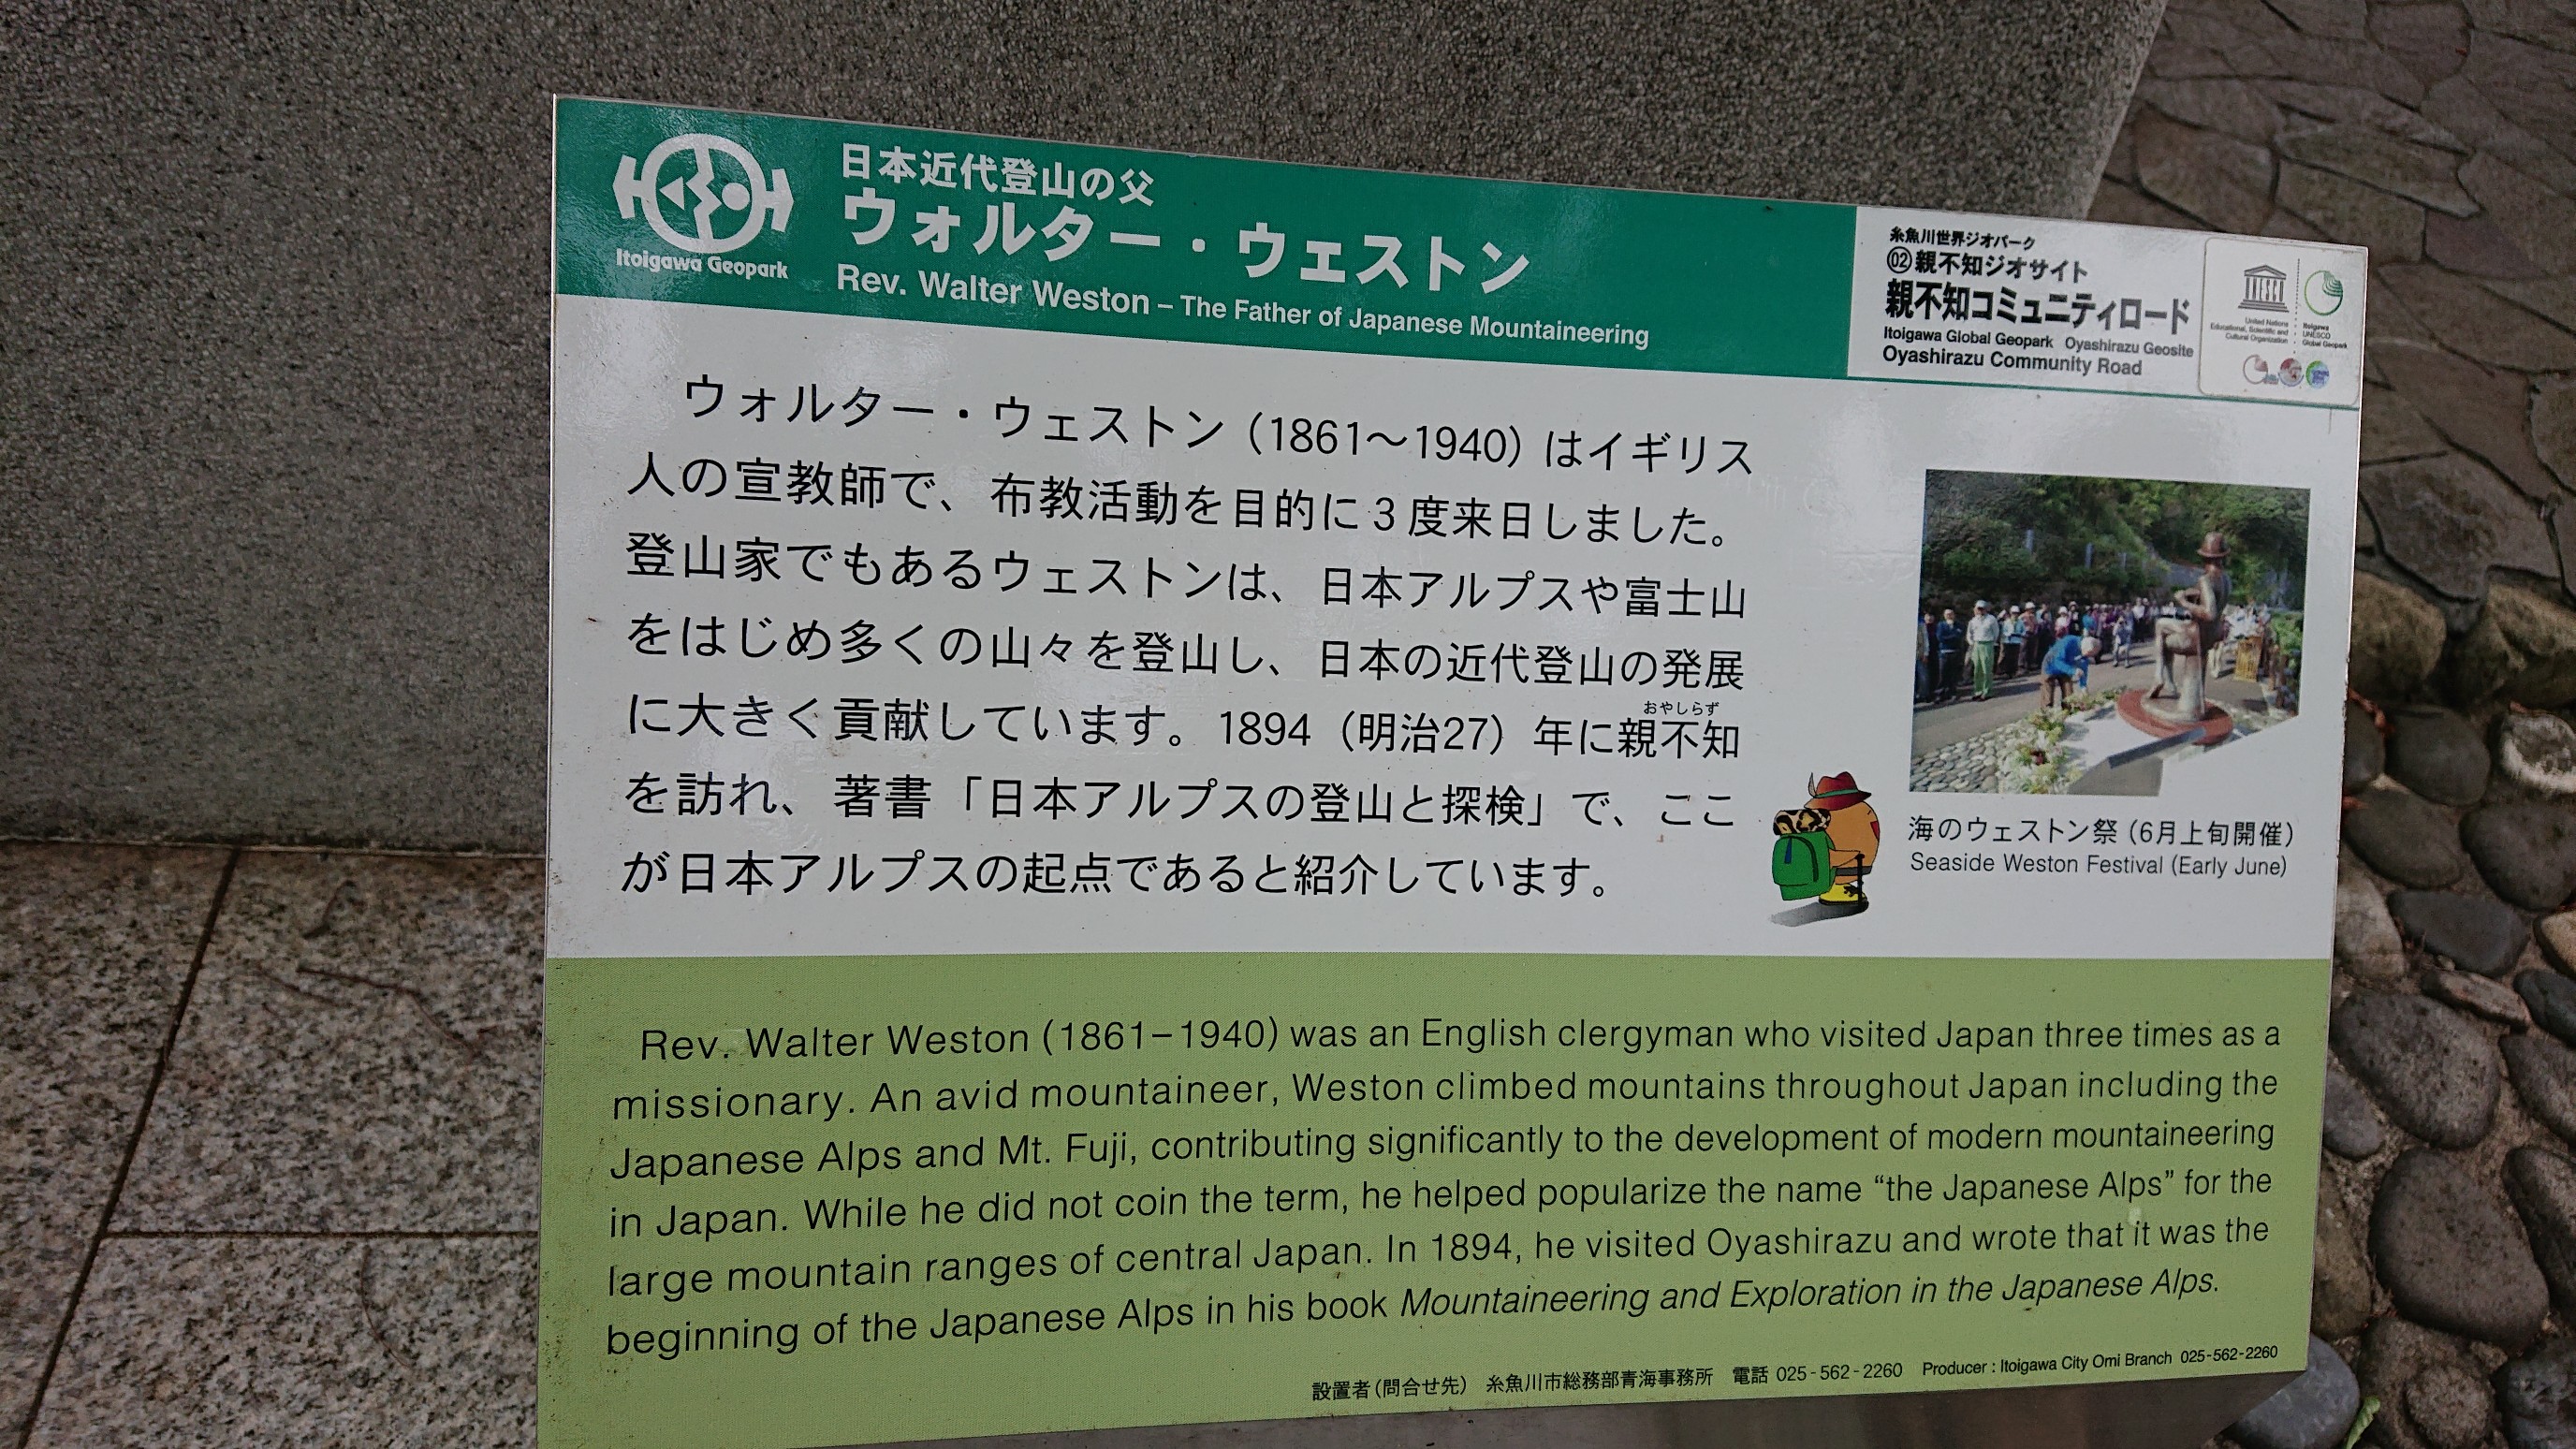 Itoigawa Geopark
日本近代登山の父
ウォルター・ウェストン
Rev. Walter Weston – The Father of Japanese Mountaineering
糸魚川世界ジオパーク
02 親不知ジオサイト
親不知コミュニティロード
Itoigawa Global Geopark Oyashirazu Geosite
Oyashirazu Community Road
UNESCO
United Nations
Educational, Scientific and
Cultural Organization
Itoigawa
UNESCO
Global Geopark
ウォルター・ウェストン（1861〜1940）はイギリス
人の宣教師で、布教活動を目的に3度来日しました。
登山家でもあるウェストンは、日本アルプスや富士山
をはじめ多くの山々を登山し、日本の近代登山の発展
おやしらず
に大きく貢献しています。1894（明治27）年に親不知
を訪れ、著書「日本アルプスの登山と探検」で、ここ
が日本アルプスの起点であると紹介しています。
海のウェストン祭（6月上旬開催）
Seaside Weston Festival (Early June)
Rev. Walter Weston (1861–1940) was an English clergyman who visited Japan three times as a
missionary. An avid mountaineer, Weston climbed mountains throughout Japan including the
Japanese Alps and Mt. Fuji, contributing significantly to the development of modern mountaineering
in Japan. While he did not coin the term, he helped popularize the name “the Japanese Alps” for the
large mountain ranges of central Japan. In 1894, he visited Oyashirazu and wrote that it was the
beginning of the Japanese Alps in his book Mountaineering and Exploration in the Japanese Alps.
設置者（問合せ先） 糸魚川市総務部青海事務所 電話 025-562-2260 Producer : Itoigawa City Omi Branch 025-562-2260